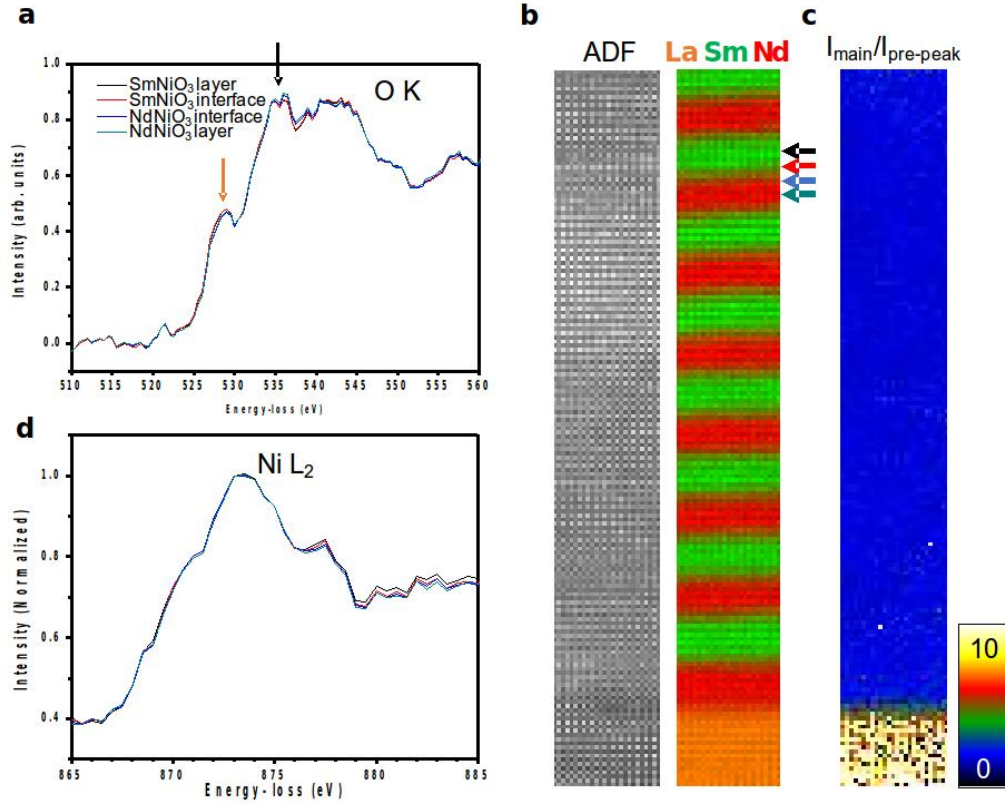 a
O K
SmNiO3 layer
SmNiO3 interface
NdNiO3 interface
NdNiO3 layer
Intensity (arb. units)
1.0
0.8
0.6
0.4
0.2
0.0
510 515 520 525 530 535 540 545 550 555 560
Energy-loss (eV)
b
ADF
La Sm Nd
c
Imain/Ipre-peak
10
0
d
Ni L2
Intensity (Normalized)
1.0
0.8
0.6
0.4
865 870 875 880 885
Energy-loss (eV)